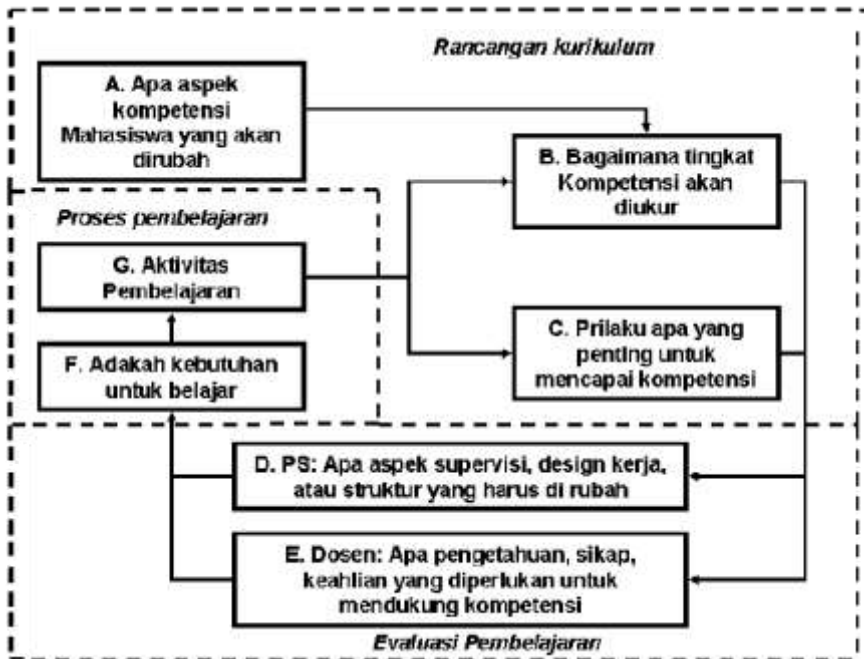 Rancangan kurikulum
A. Apa aspek
kompetensi
Mahasiswa yang akan
dirubah
B. Bagaimana tingkat
Kompetensi akan
diukur
Proses pembelajaran
G. Aktivitas
Pembelajaran
C. Prilaku apa yang
penting untuk
mencapai kompetensi
F. Adakah kebutuhan
untuk belajar
D. PS: Apa aspek supervisi, design kerja,
atau struktur yang harus di rubah
E. Dosen: Apa pengetahuan, sikap,
keahlian yang diperlukan untuk
mendukung kompetensi
Evaluasi Pembelajaran